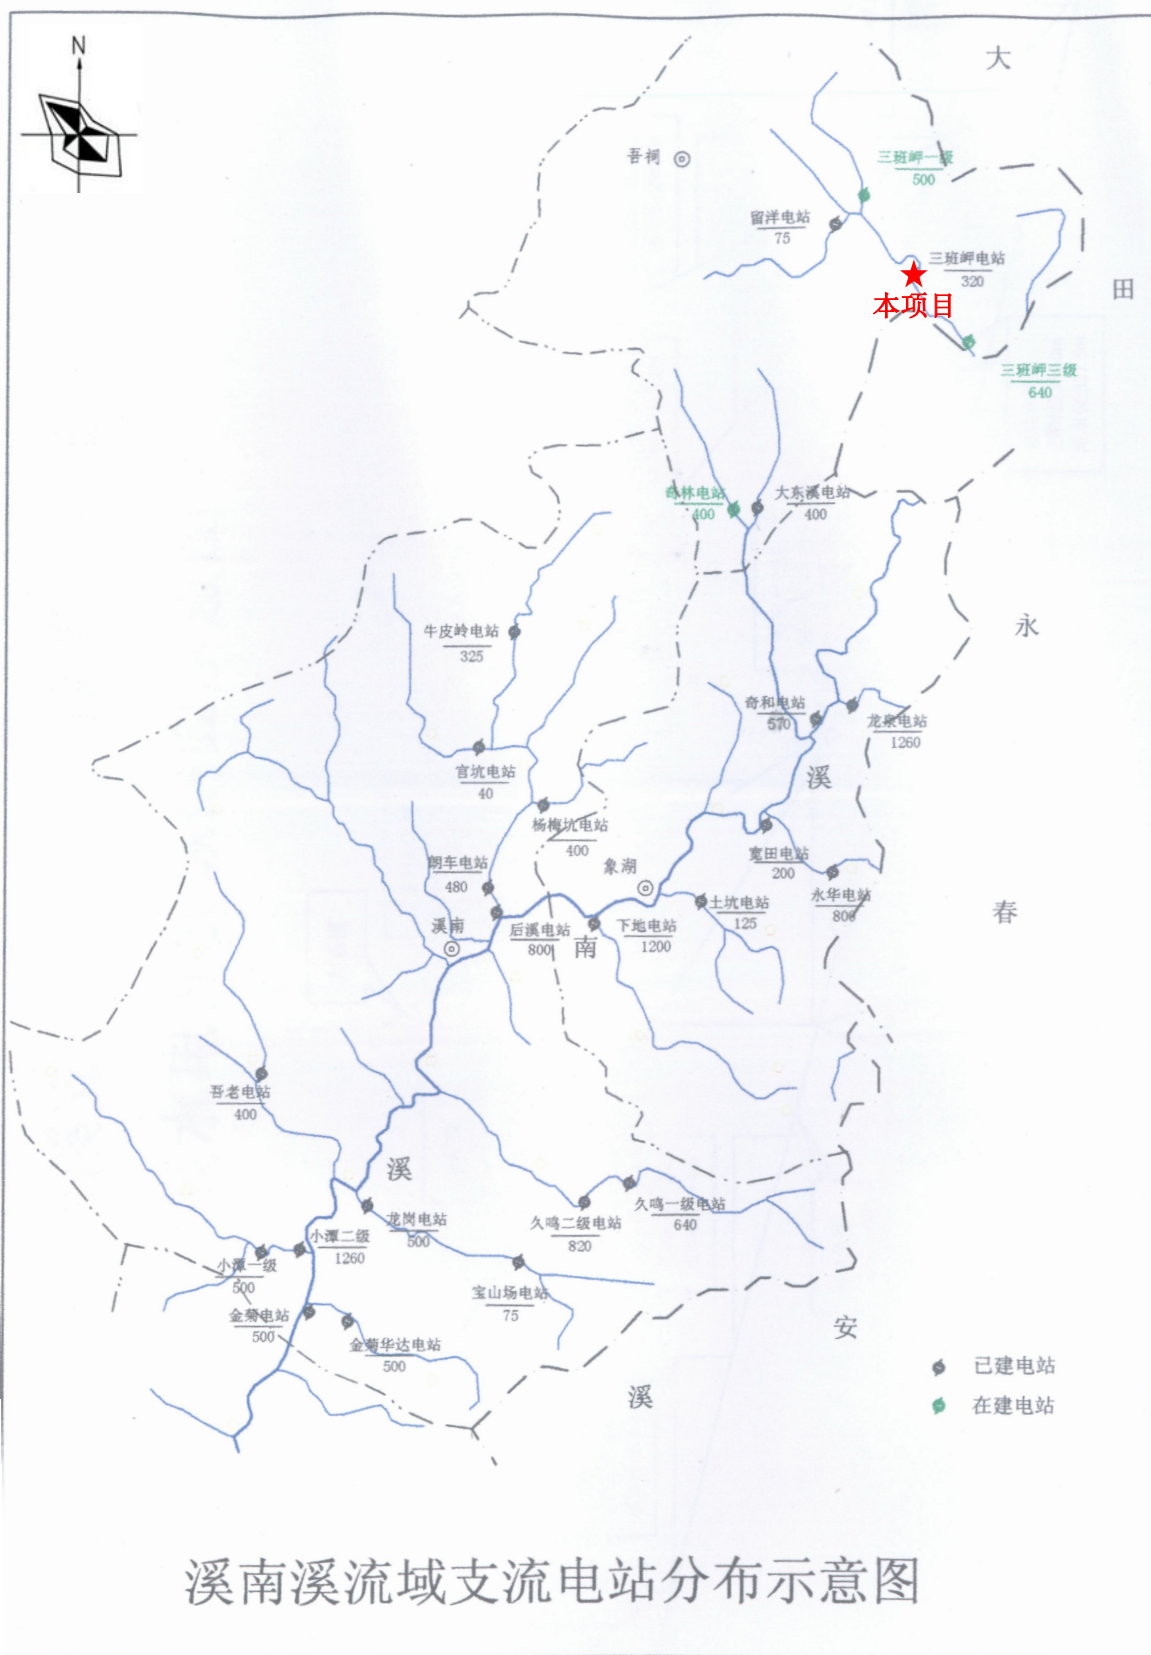 N
大
吾祠
三班岬一级
500
留洋电站
75
三班岬电站
320
田
本项目
三班岬三级
640
奇林电站
400
大东溪电站
400
永
牛皮岭电站
325
奇和电站
570
龙泉电站
1260
溪
官坑电站
40
杨梅坑电站
400
宽田电站
200
朗车电站
480
象湖
永华电站
800
土坑电站
125
春
溪南
后溪电站
800
南
下地电站
1200
吾老电站
400
溪
久鸣一级电站
640
久鸣二级电站
820
龙岗电站
500
小潭二级
1260
小潭一级
500
宝山场电站
75
金菊电站
500
金菊华达电站
500
安
溪
已建电站
在建电站
溪南溪流域支流电站分布示意图